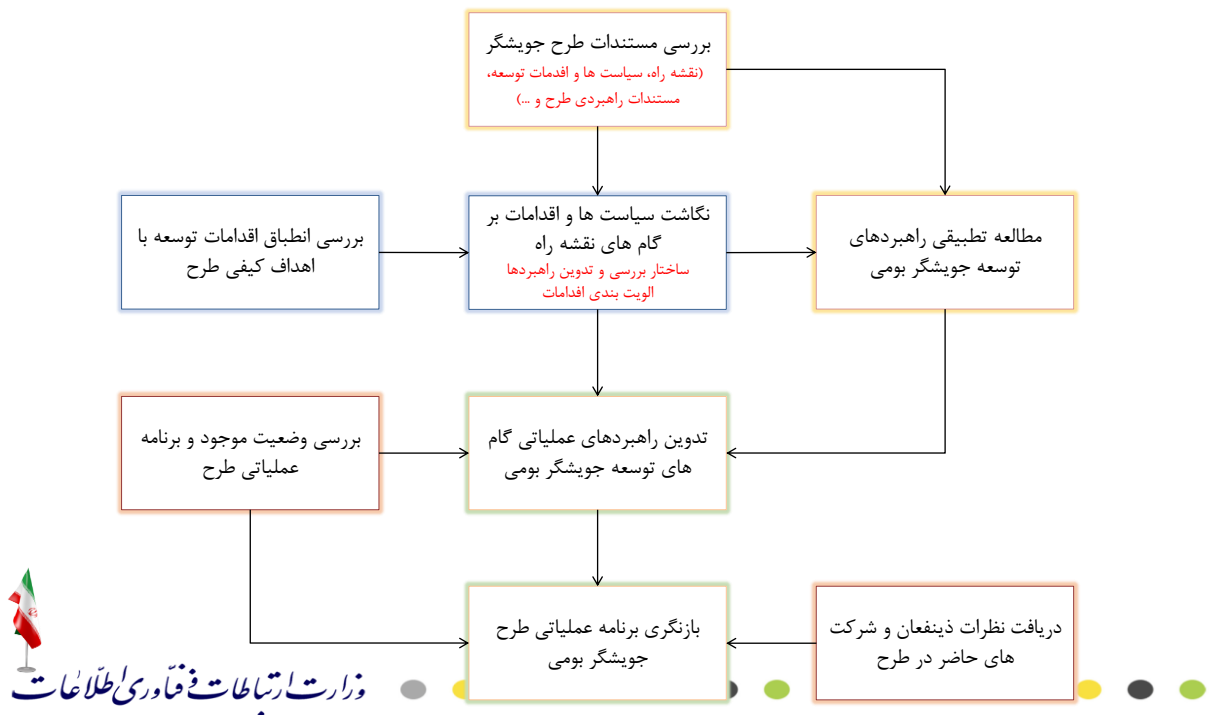 بررسی مستندات طرح جویشگر
(نقشه راه، سیاست ها و اقدمات توسعه،
مستندات راهبردی طرح و ...)
مطالعه تطبیقی راهبردهای
توسعه جویشگر بومی
نگاشت سیاست ها و اقدامات بر
گام های نقشه راه
ساختار بررسی و تدوین راهبردها
الویت بندی اقدامات
بررسی انطباق اقدامات توسعه با
اهداف کیفی طرح
تدوین راهبردهای عملیاتی گام
های توسعه جویشگر بومی
بررسی وضعیت موجود و برنامه
عملیاتی طرح
دریافت نظرات ذینفعان و شرکت
های حاضر در طرح
بازنگری برنامه عملیاتی طرح
جویشگر بومی
وزارت ارتباطات و فناوری اطلاعات